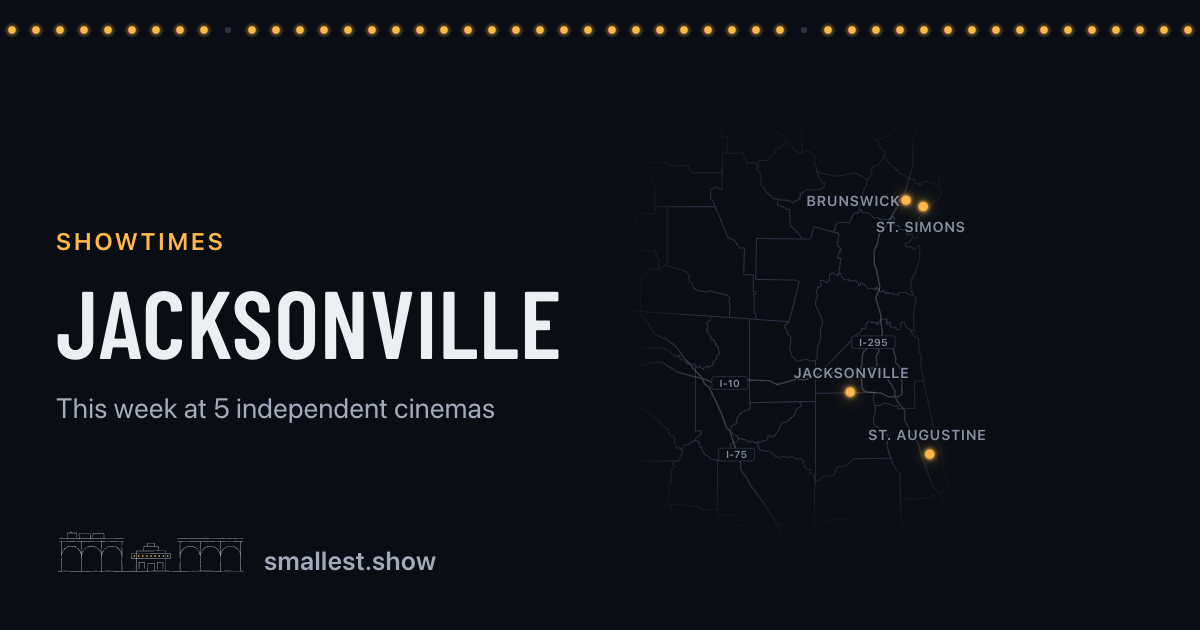 SHOWTIMES
JACKSONVILLE
This week at 5 independent cinemas
BRUNSWICK
ST. SIMONS
I-295
JACKSONVILLE
I-10
ST. AUGUSTINE
I-75
smallest.show